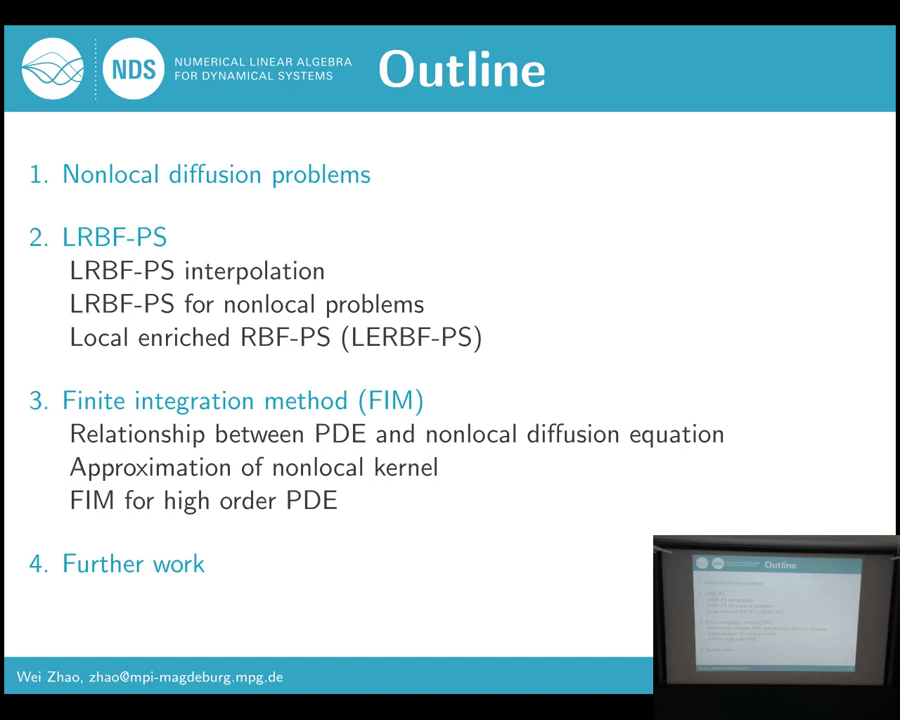 NDS
NUMERICAL LINEAR ALGEBRA
FOR DYNAMICAL SYSTEMS
Outline
1. Nonlocal diffusion problems
2. LRBF-PS
LRBF-PS interpolation
LRBF-PS for nonlocal problems
Local enriched RBF-PS (LERBF-PS)
3. Finite integration method (FIM)
Relationship between PDE and nonlocal diffusion equation
Approximation of nonlocal kernel
FIM for high order PDE
4. Further work
Wei Zhao, zhao@mpi-magdeburg.mpg.de
Outline